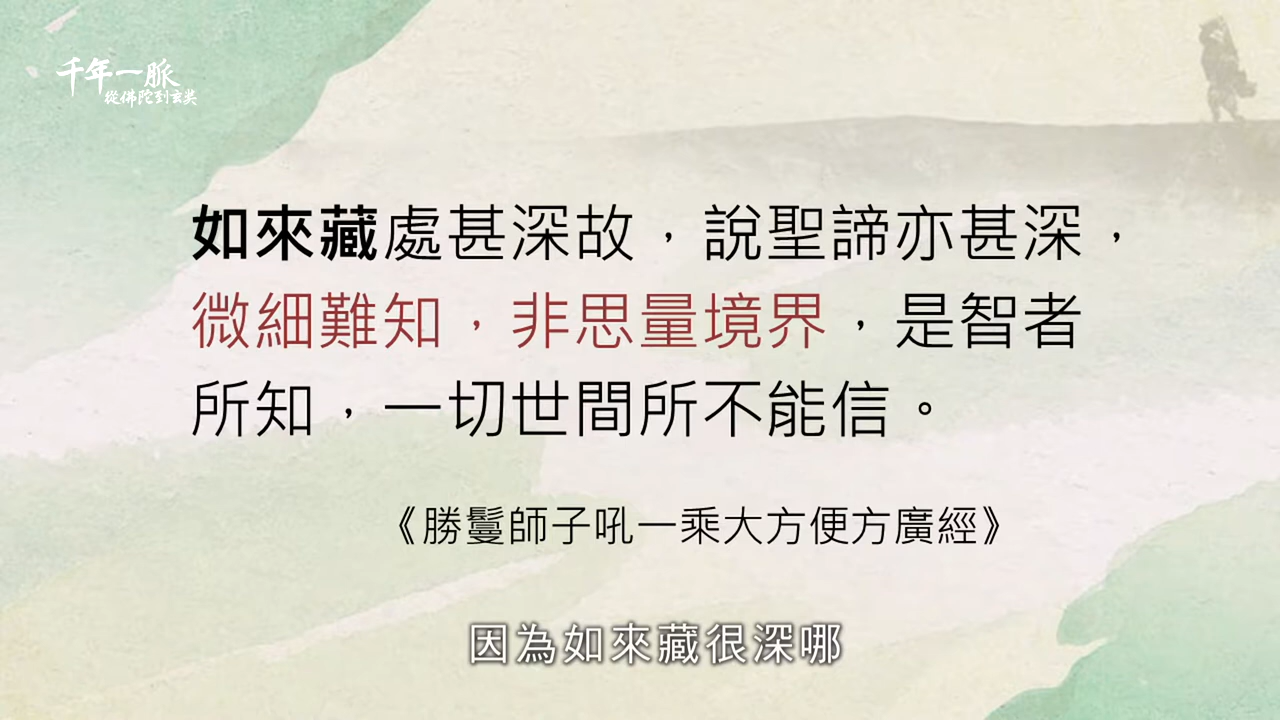 千年一脈
從佛陀到玄奘
如來藏處甚深故，說聖諦亦甚深，
微細難知，非思量境界，是智者
所知，一切世間所不能信。
《勝鬘師子吼一乘大方便方廣經》
因為如來藏很深哪